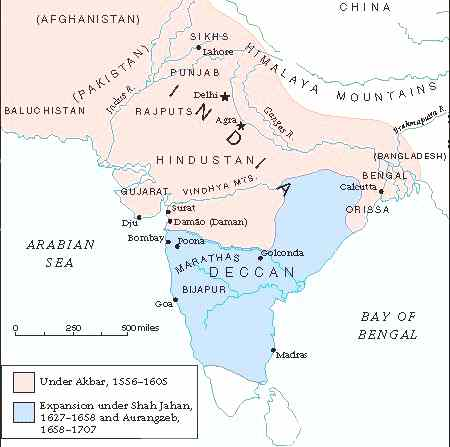 (AFGHANISTAN)
CHINA
SIKHS
Lahore
HIMALAYA MOUNTAINS
(PAKISTAN)
PUNJAB
Indus R.
BALUCHISTAN
Delhi
RAJPUTS
INDIA
Agra
Ganges R.
Brahmaputra R.
HINDUSTAN
(BANGLADESH)
BENGAL
GUJARAT
VINDHYA MTS.
Calcutta
Surat
ORISSA
Diu
Damão (Daman)
Bombay
Poona
ARABIAN
SEA
MARATHAS
Golconda
DECCAN
BIJAPUR
Goa
BAY OF
BENGAL
0 250 500 miles
Madras
Under Akbar, 1556–1605
Expansion under Shah Jahan,
1627–1658 and Aurangzeb,
1658–1707